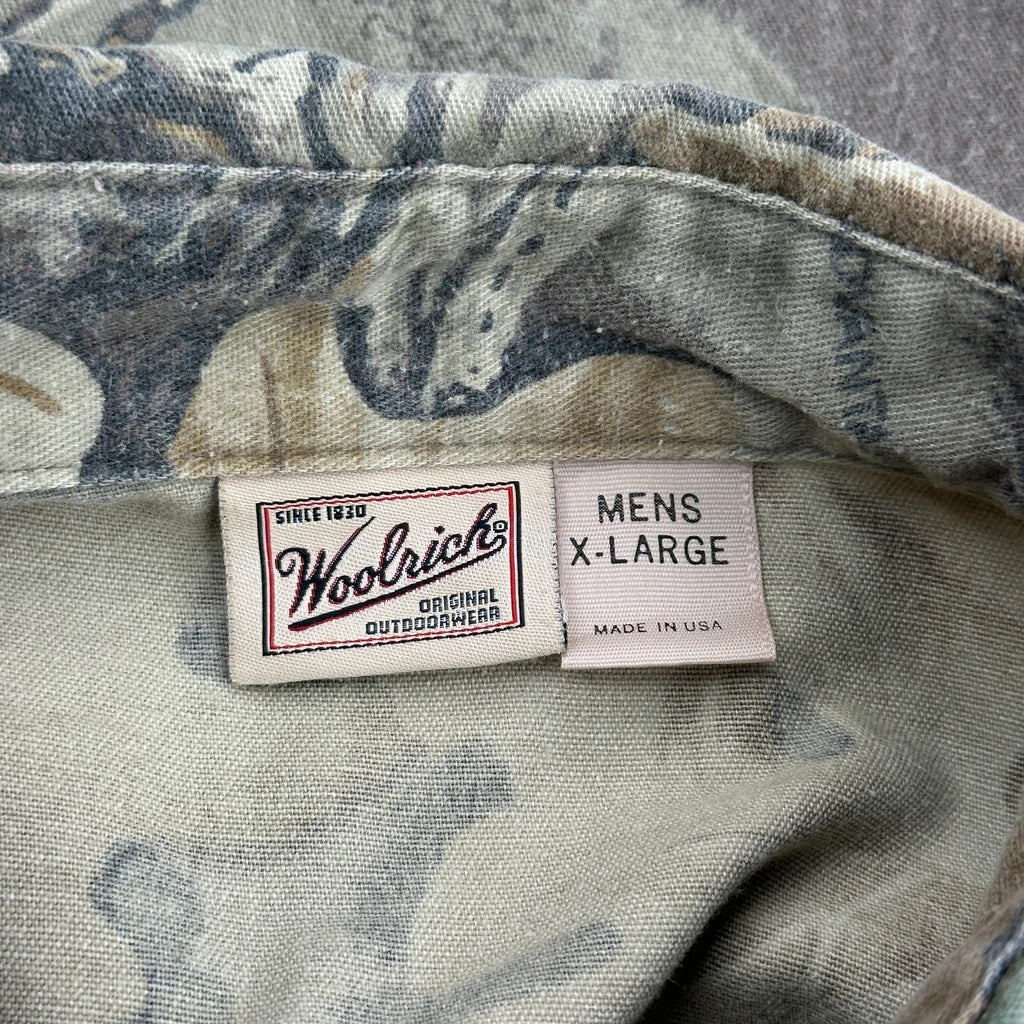 SINCE 1830
Woolrich®
ORIGINAL
OUTDOORWEAR
MENS
X-LARGE
MADE IN USA